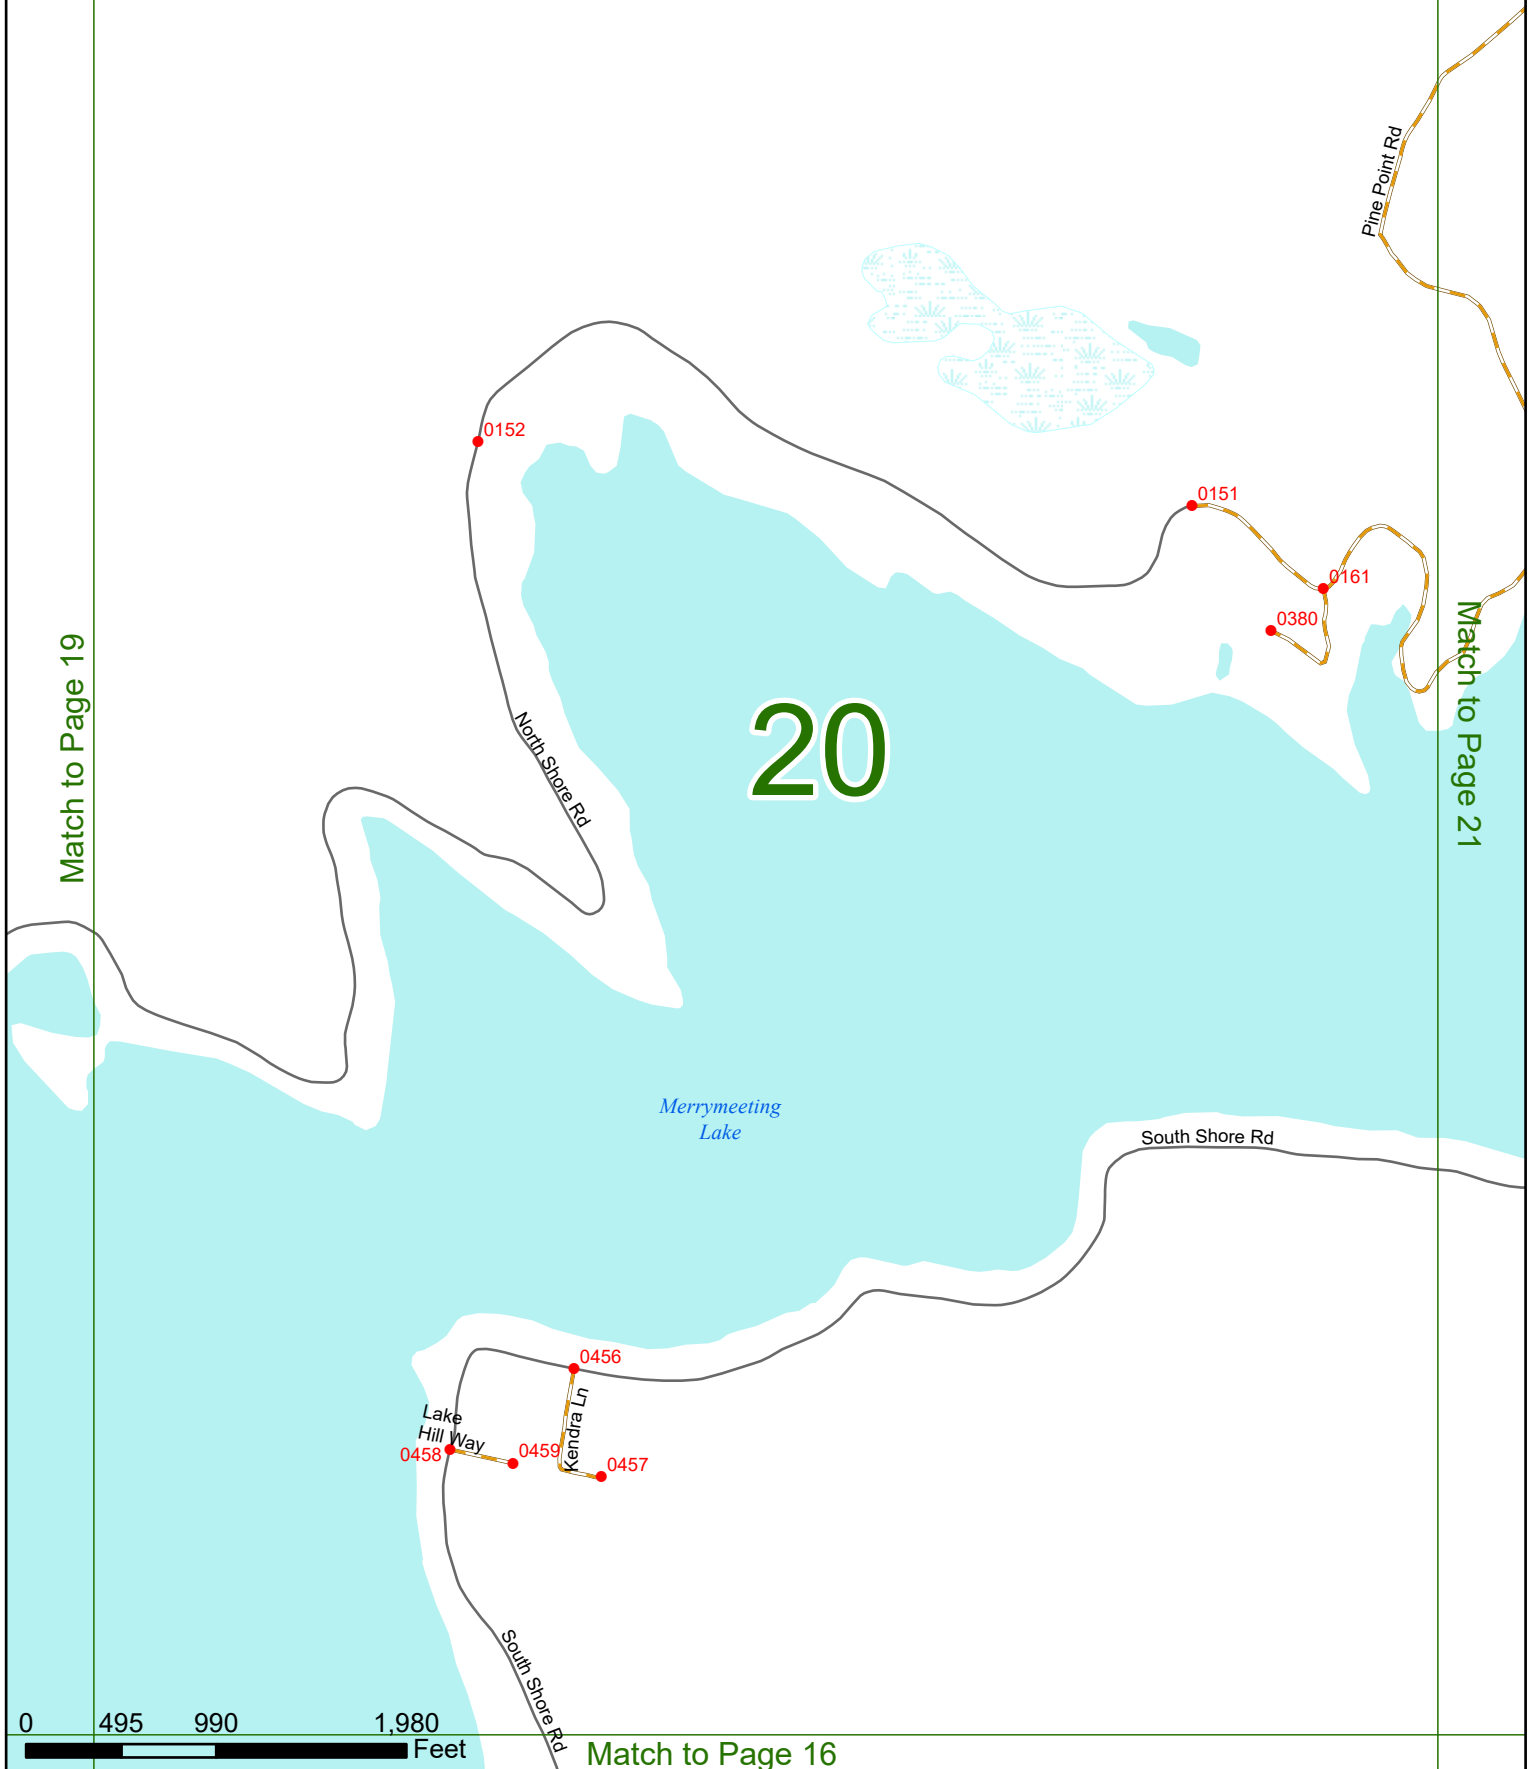 Pine Point Rd
0152
0151
0161
0380
Match to Page 19
Match to Page 21
20
North Shore Rd
Merrymeeting
Lake
South Shore Rd
0456
Kendra Ln
Lake
Hill Way
0458
0459
0457
South Shore Rd
0 495 990 1,980
Feet
Match to Page 16